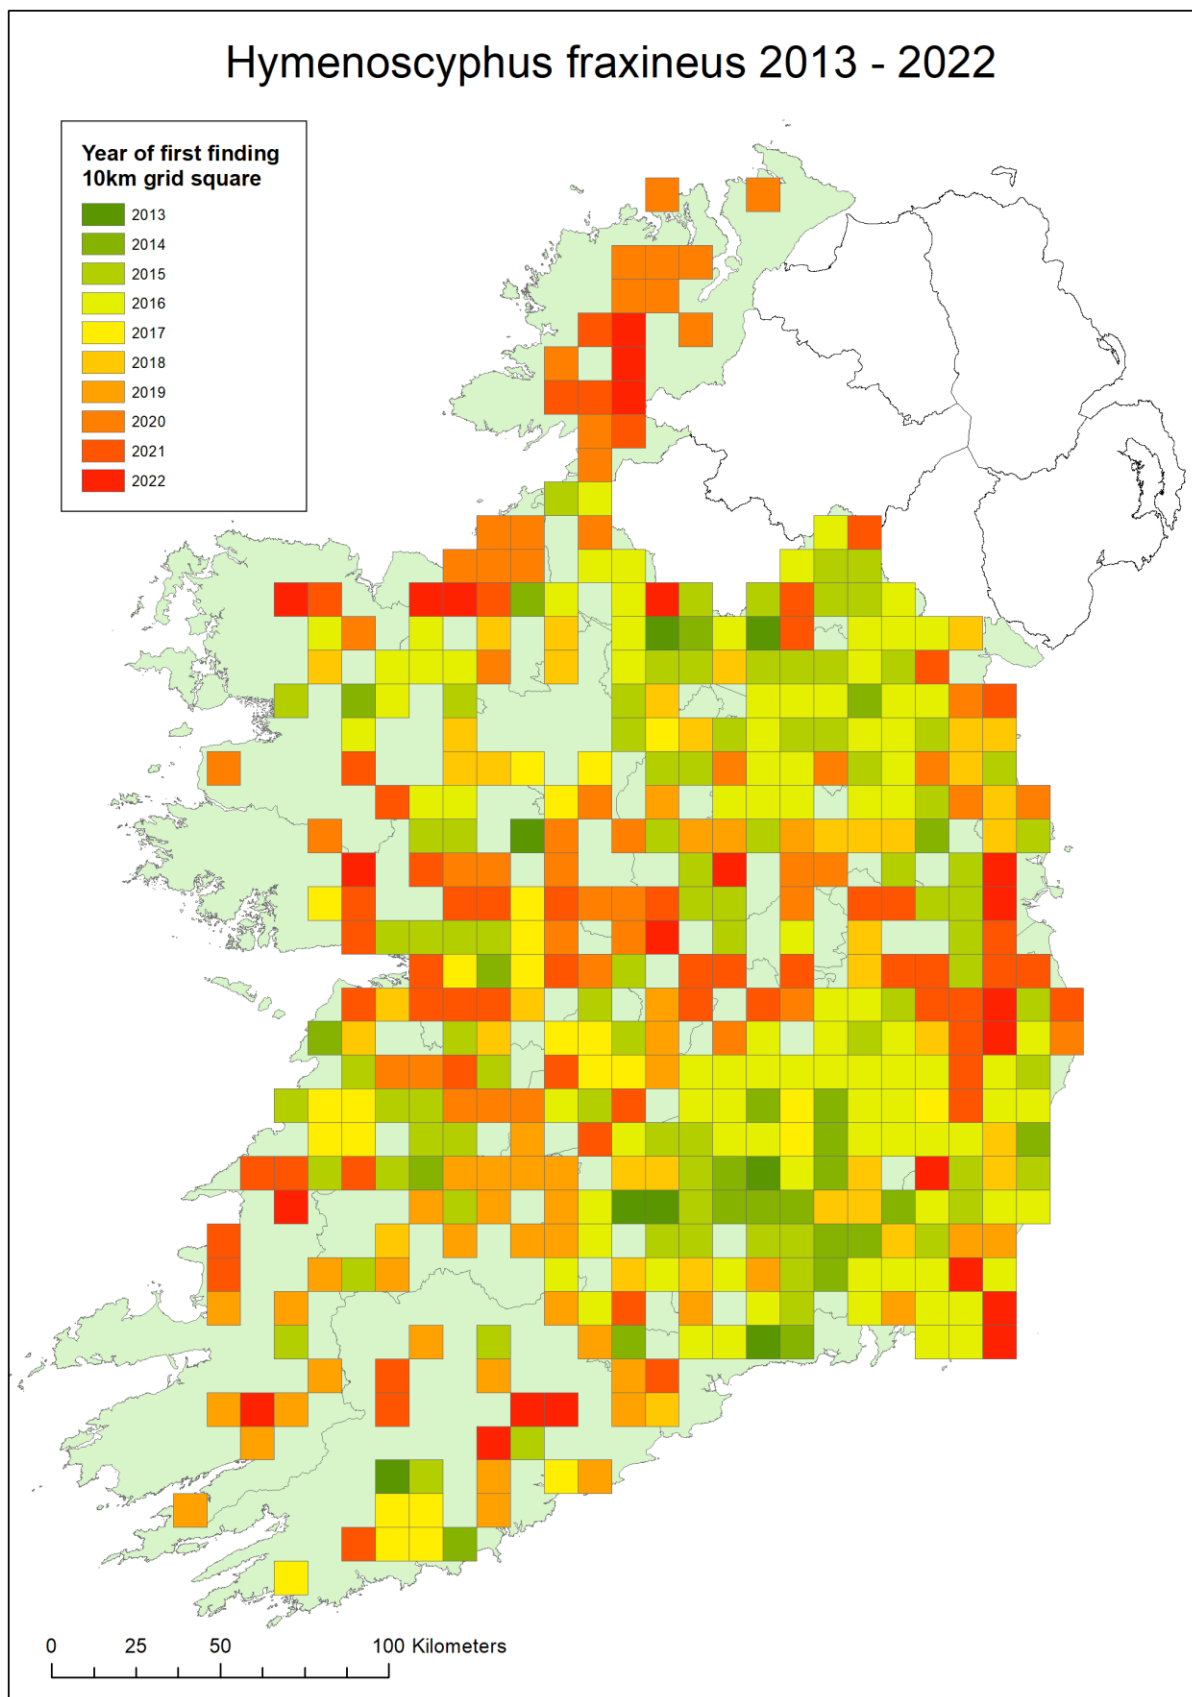 Hymenoscyphus fraxineus 2013 - 2022
Year of first finding
10km grid square
2013
2014
2015
2016
2017
2018
2019
2020
2021
2022
0 25 50 100 Kilometers